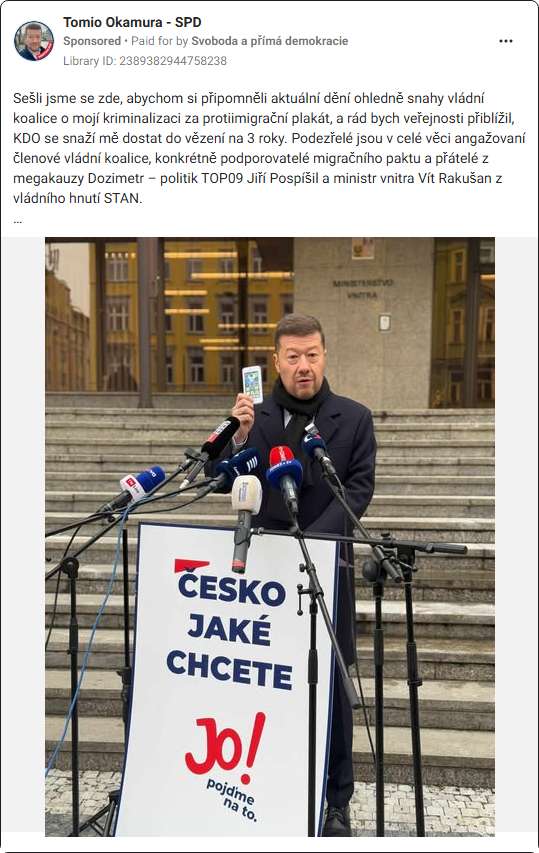 Tomio Okamura - SPD
Sponsored • Paid for by Svoboda a přímá demokracie
Library ID: 2389382944758238
Sešli jsme se zde, abychom si připomněli aktuální dění ohledně snahy vládní
koalice o mojí kriminalizaci za protiimigrační plakát, a rád bych veřejnosti přiblížil,
KDO se snaží mě dostat do vězení na 3 roky. Podezřelé jsou v celé věci angažovaní
členové vládní koalice, konkrétně podporovatelé migračního paktu a přátelé z
megakauzy Dozimetr – politik TOP09 Jiří Pospíšil a ministr vnitra Vít Rakušan z
vládního hnutí STAN.
...
MINISTERSTVO
VNITRA
ČESKO
JAKÉ
CHCETE
Jo!
pojďme
na to.